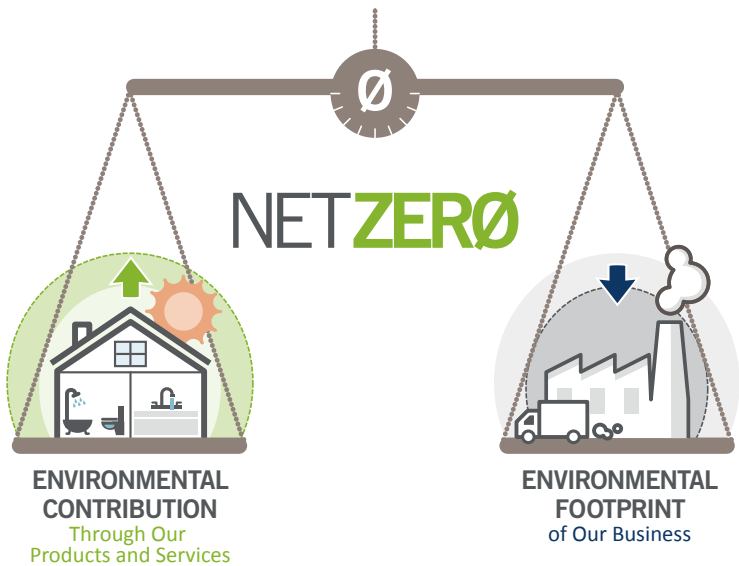 Ø
NETZERØ
ENVIRONMENTAL
CONTRIBUTION
Through Our
Products and Services
ENVIRONMENTAL
FOOTPRINT
of Our Business